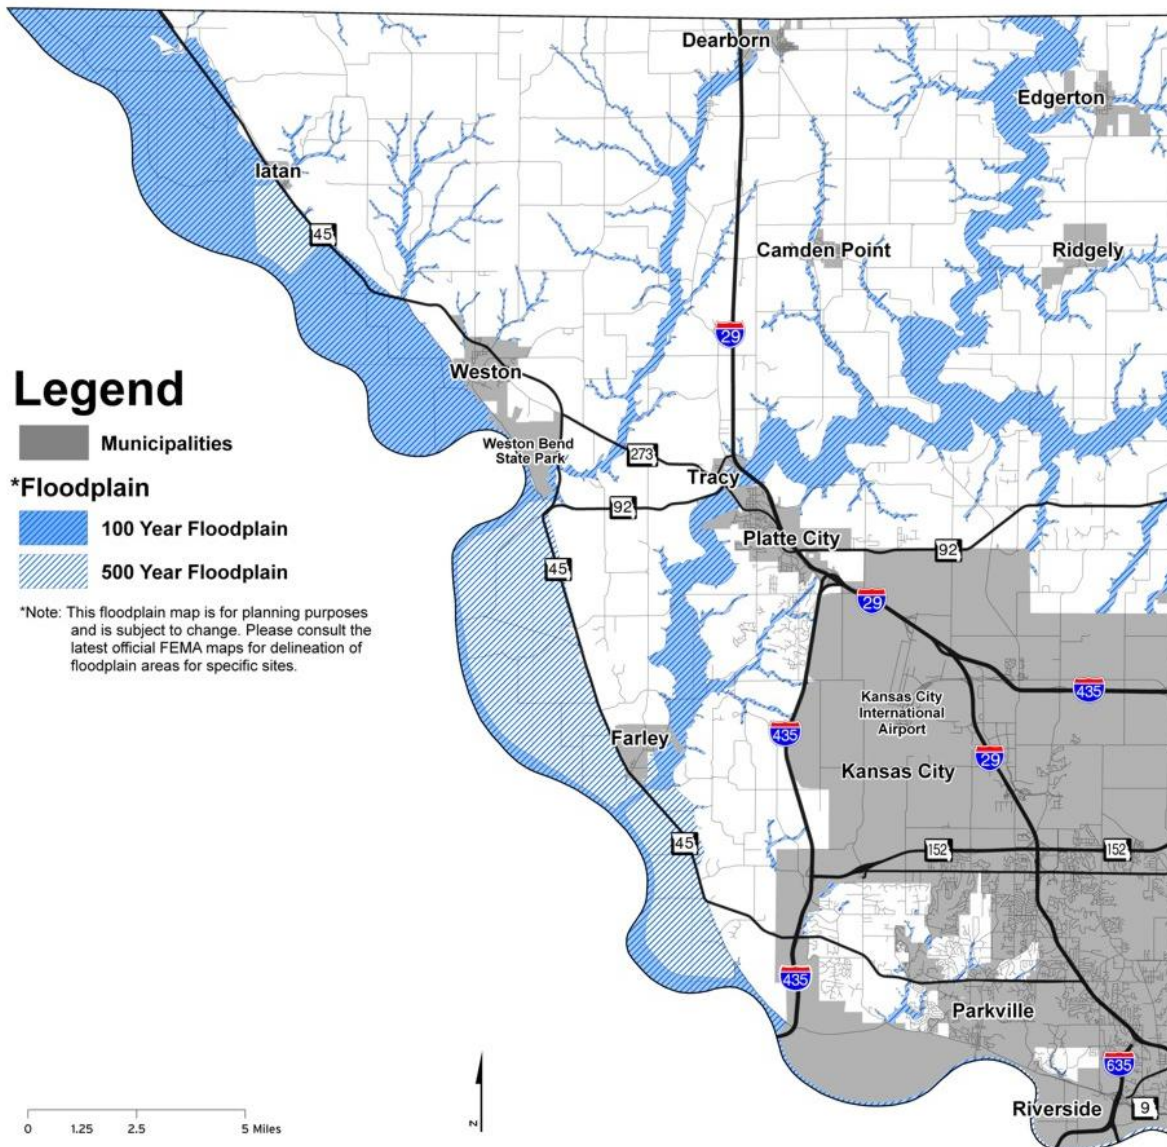 Dearborn
Edgerton
Iatan
45
Camden Point
Ridgely
29
Weston
Legend
Municipalities
*Floodplain
100 Year Floodplain
500 Year Floodplain
*Note: This floodplain map is for planning purposes
and is subject to change. Please consult the
latest official FEMA maps for delineation of
floodplain areas for specific sites.
Weston Bend
State Park
273
Tracy
92
Platte City
92
45
29
435
Kansas City
International
Airport
Farley
435
29
Kansas City
45
152
152
435
Parkville
635
Riverside
9
0 1.25 2.5 5 Miles
N